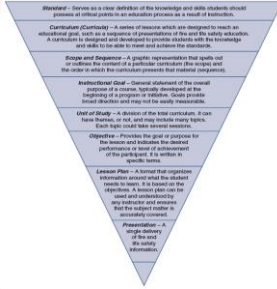 Standard – Serves as a clear definition of the knowledge and skills students should
possess at critical points in an education process as a result of instruction.
Curriculum (Curricula) – A series of lessons which are designed to reach an
educational goal, such as a sequence of presentations of fire and life safety education.
A curriculum is designed and developed to provide students with the knowledge
and skills to be able to meet and achieve the standards.
Scope and Sequence – A graphic representation that spells out
or outlines the content of a particular curriculum (the scope) and
the order in which the curriculum presents that material (sequence).
Instructional Goal – General statement of the overall
purpose of a course, typically developed at the
beginning of a program or initiative. Goals provide
broad direction and may not be easily measurable.
Unit of Study – A division of the total curriculum. It can
have themes, or not, and may include many topics.
Each topic could take several sessions.
Objective – Provides the goal or purpose for
the lesson and indicates the desired
performance or level of achievement
of the participant. It is written in
specific terms.
Lesson Plan – A format that organizes
information around what the student
needs to learn. It is based on the
objectives. A lesson plan can be
used and understood by
any instructor and ensures
that the subject matter is
accurately covered.
Presentation – A
single delivery
of fire and
life safety
information.